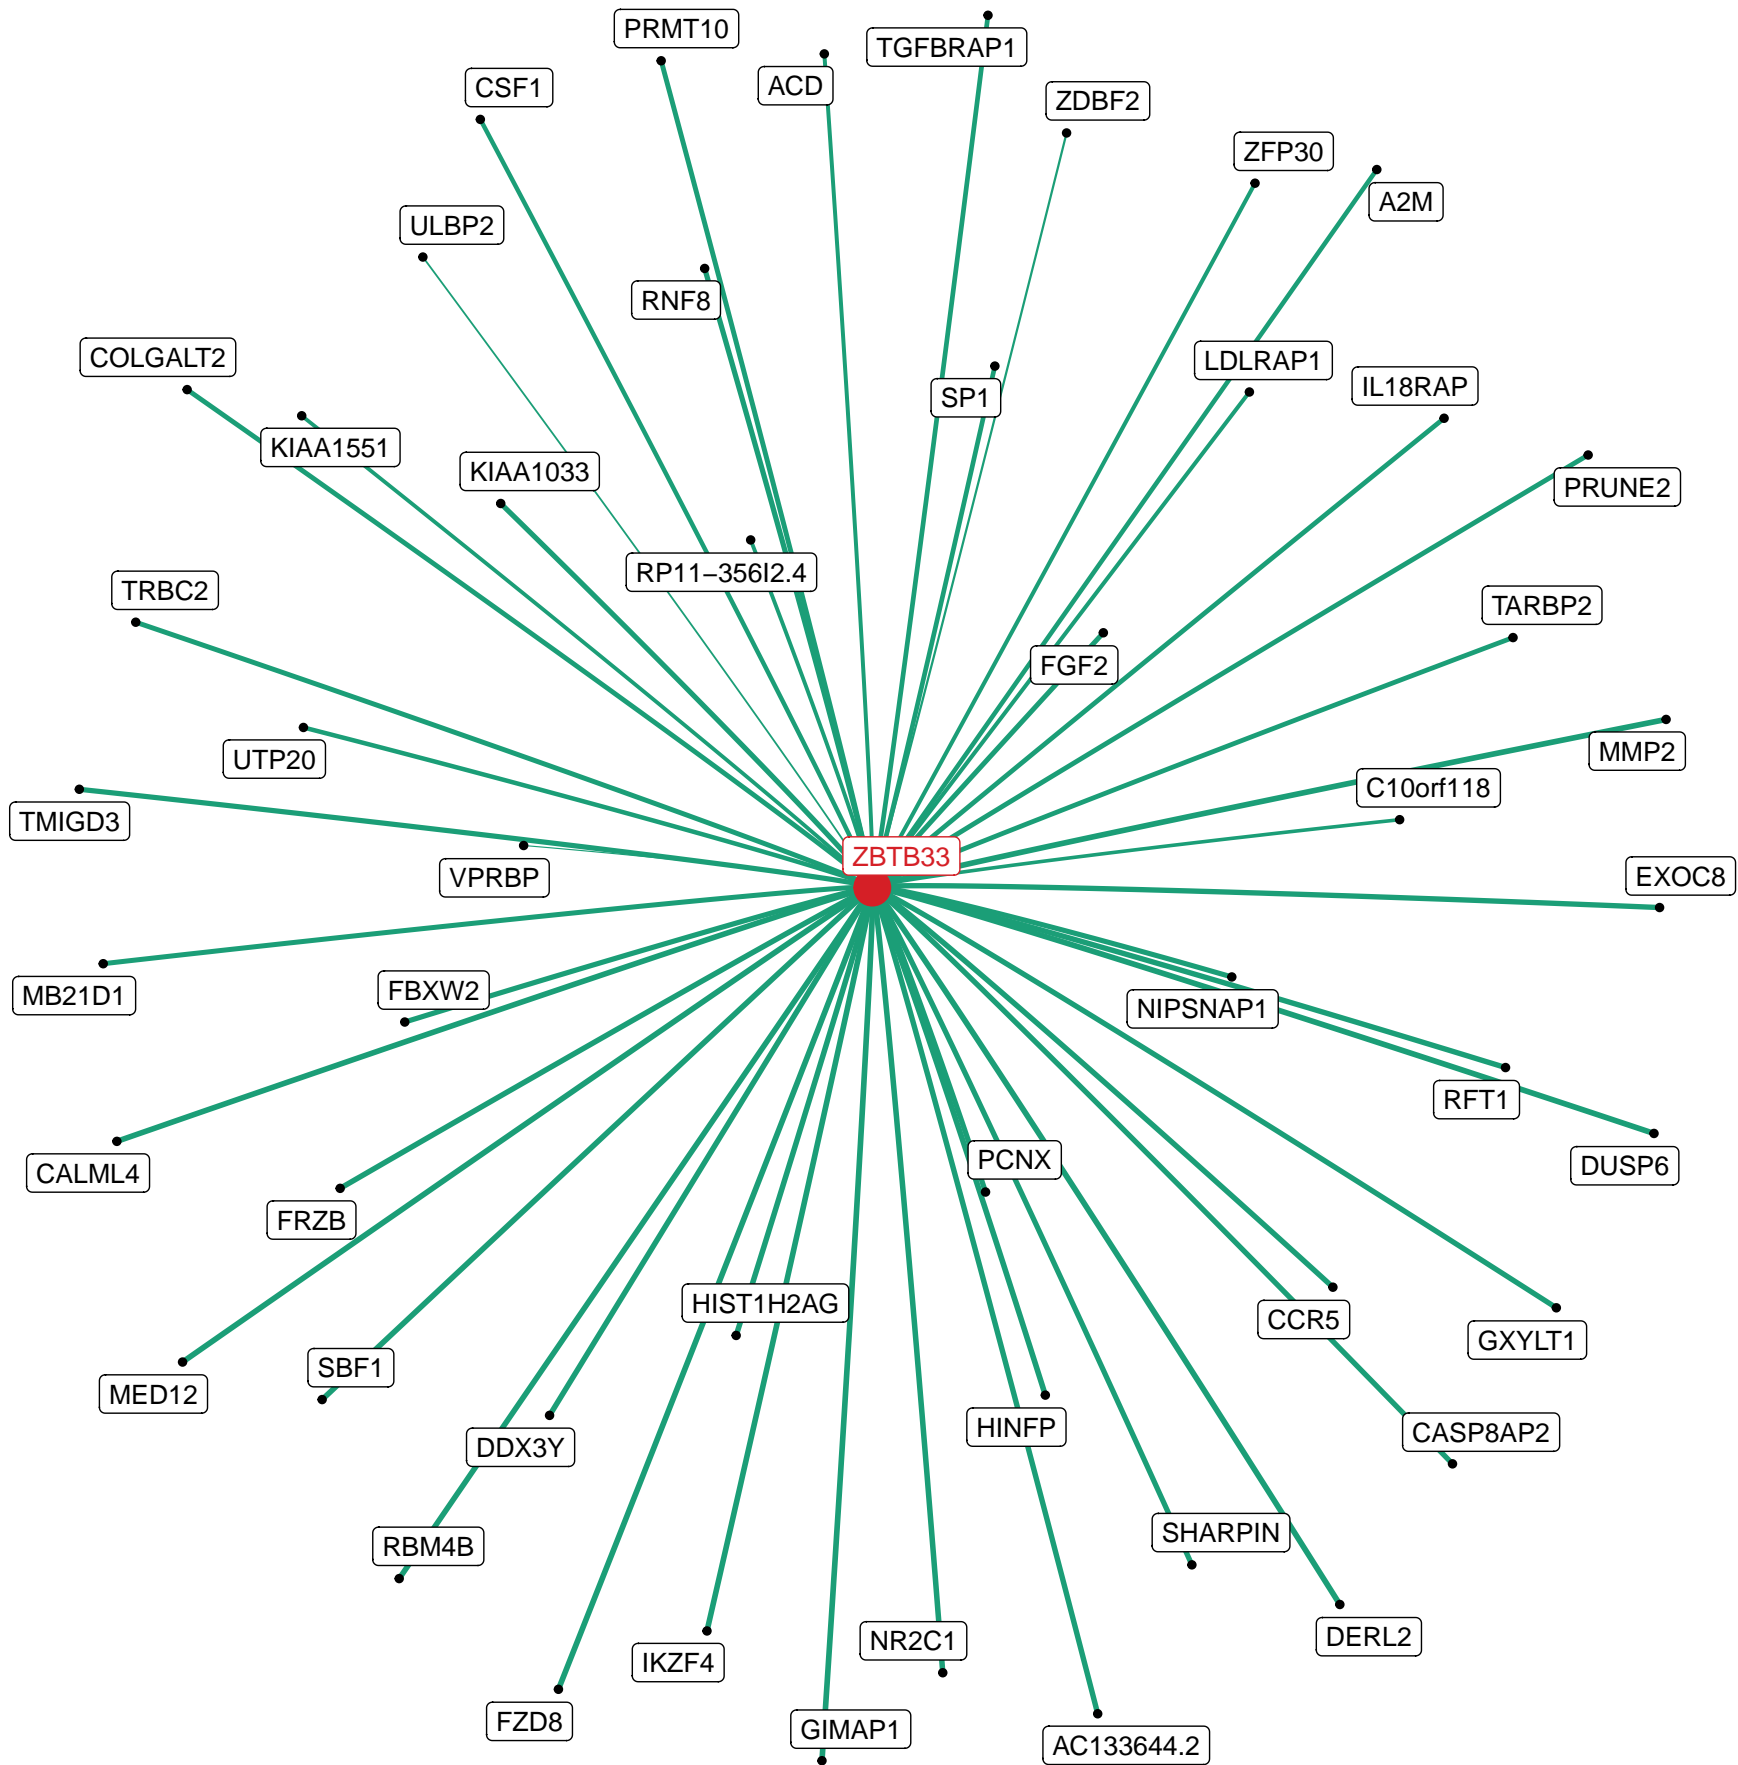 PRMT10
TGFBRAP1
CSF1
ACD
ZDBF2
ZFP30
A2M
ULBP2
RNF8
COLGALT2
LDLRAP1
IL18RAP
SP1
KIAA1551
KIAA1033
PRUNE2
RP11−356I2.4
TRBC2
TARBP2
FGF2
UTP20
MMP2
C10orf118
TMIGD3
ZBTB33
VPRBP
EXOC8
FBXW2
MB21D1
NIPSNAP1
RFT1
PCNX
DUSP6
CALML4
FRZB
HIST1H2AG
CCR5
GXYLT1
SBF1
MED12
HINFP
CASP8AP2
DDX3Y
SHARPIN
RBM4B
DERL2
NR2C1
IKZF4
FZD8
GIMAP1
AC133644.2